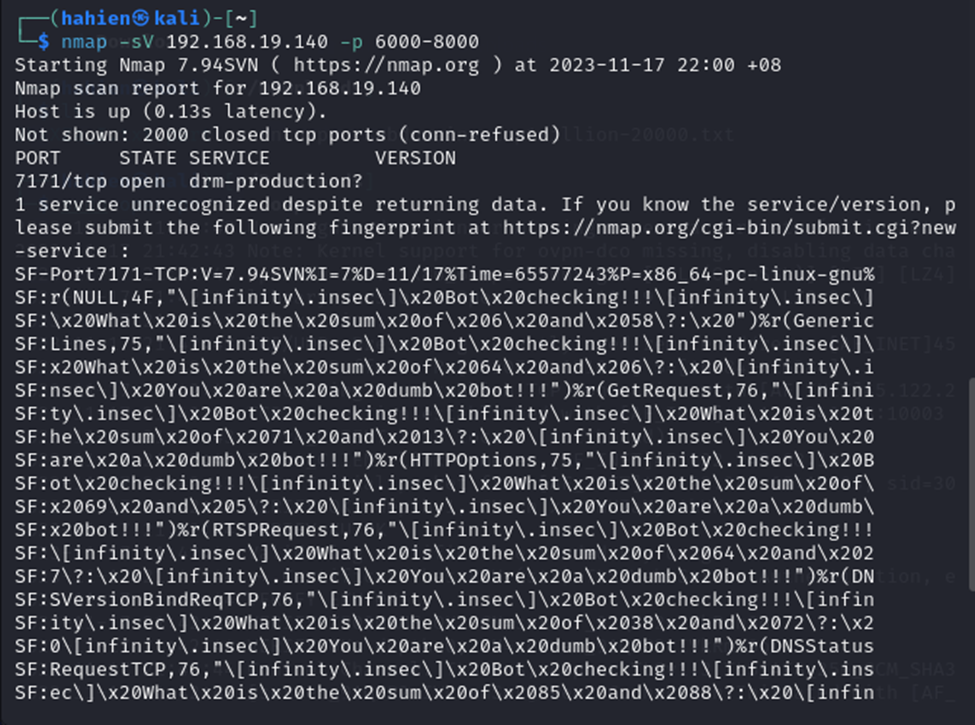 ┌──(hahien㉿kali)-[~]
└─$ nmap -sV 192.168.19.140 -p 6000-8000
Starting Nmap 7.94SVN ( https://nmap.org ) at 2023-11-17 22:00 +08
Nmap scan report for 192.168.19.140
Host is up (0.13s latency).
Not shown: 2000 closed tcp ports (conn-refused)
PORT     STATE SERVICE         VERSION
7171/tcp open  drm-production?
1 service unrecognized despite returning data. If you know the service/version, p
lease submit the following fingerprint at https://nmap.org/cgi-bin/submit.cgi?new
-service :
SF-Port7171-TCP:V=7.94SVN%I=7%D=11/17%Time=65577243%P=x86_64-pc-linux-gnu%
SF:r(NULL,4F,"\[infinity\.insec\]\x20Bot\x20checking!!!\[infinity\.insec\]
SF:\x20What\x20is\x20the\x20sum\x20of\x206\x20and\x2058\?:\x20")%r(Generic
SF:Lines,75,"\[infinity\.insec\]\x20Bot\x20checking!!!\[infinity\.insec\]\
SF:x20What\x20is\x20the\x20sum\x20of\x2064\x20and\x206\?:\x20\[infinity\.i
SF:nsec\]\x20You\x20are\x20a\x20dumb\x20bot!!!")%r(GetRequest,76,"\[infini
SF:ty\.insec\]\x20Bot\x20checking!!!\[infinity\.insec\]\x20What\x20is\x20t
SF:he\x20sum\x20of\x2071\x20and\x2013\?:\x20\[infinity\.insec\]\x20You\x20
SF:are\x20a\x20dumb\x20bot!!!")%r(HTTPOptions,75,"\[infinity\.insec\]\x20B
SF:ot\x20checking!!!\[infinity\.insec\]\x20What\x20is\x20the\x20sum\x20of\
SF:x2069\x20and\x205\?:\x20\[infinity\.insec\]\x20You\x20are\x20a\x20dumb\
SF:x20bot!!!")%r(RTSPRequest,76,"\[infinity\.insec\]\x20Bot\x20checking!!!
SF:\[infinity\.insec\]\x20What\x20is\x20the\x20sum\x20of\x2064\x20and\x202
SF:7\?:\x20\[infinity\.insec\]\x20You\x20are\x20a\x20dumb\x20bot!!!")%r(DN
SF:SVersionBindReqTCP,76,"\[infinity\.insec\]\x20Bot\x20checking!!!\[infin
SF:ity\.insec\]\x20What\x20is\x20the\x20sum\x20of\x2038\x20and\x2072\?:\x2
SF:0\[infinity\.insec\]\x20You\x20are\x20a\x20dumb\x20bot!!!")%r(DNSStatus
SF:RequestTCP,76,"\[infinity\.insec\]\x20Bot\x20checking!!!\[infinity\.ins
SF:ec\]\x20What\x20is\x20the\x20sum\x20of\x2085\x20and\x2088\?:\x20\[infin